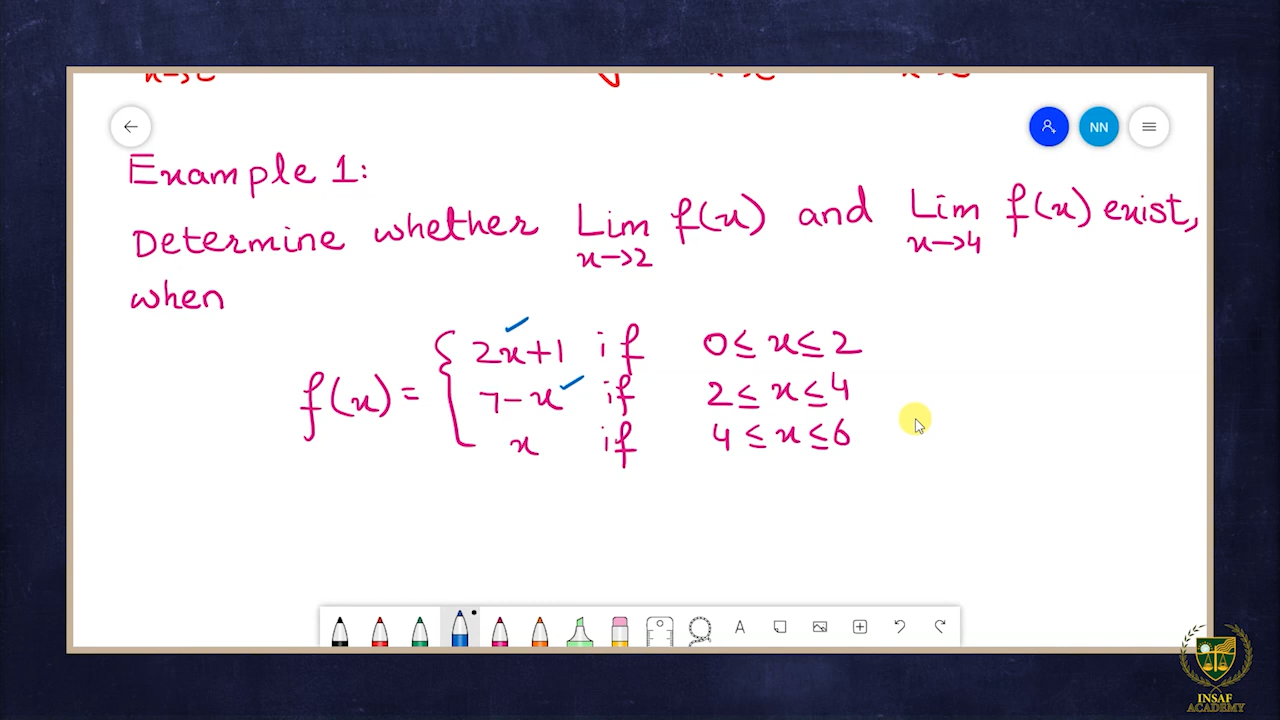 NN
Example 1:
Determine whether Lim f(x) and Lim f(x) exist,
x→2 x→4
when
2x+1 if 0≤x≤2
f(x)= 7-x if 2≤x≤4
x if 4≤x≤6
A
INSAF
ACADEMY